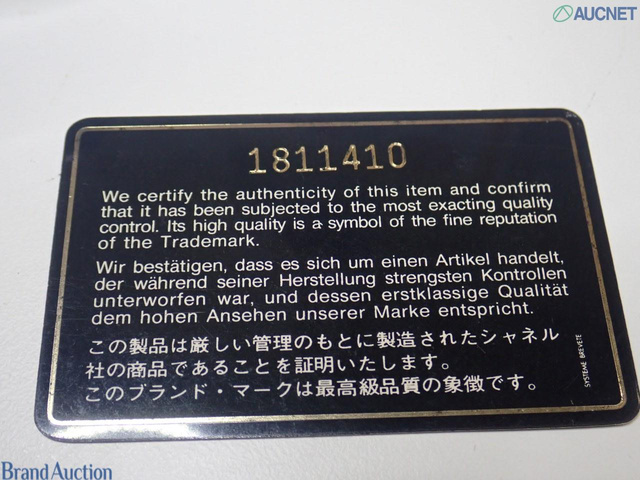 AUCNET
1811410
We certify the authenticity of this item and confirm
that it has been subjected to the most exacting quality
control. Its high quality is a symbol of the fine reputation
of the Trademark.
Wir bestätigen, dass es sich um einen Artikel handelt,
der während seiner Herstellung strengsten Kontrollen
unterworfen war, und dessen erstklassige Qualität
dem hohen Ansehen unserer Marke entspricht.
この製品は厳しい管理のもとに製造されたシャネル
社の商品であることを証明いたします。
このブランド・マークは最高級品質の象徴です。
SYSTEME BREVETE
Brand Auction